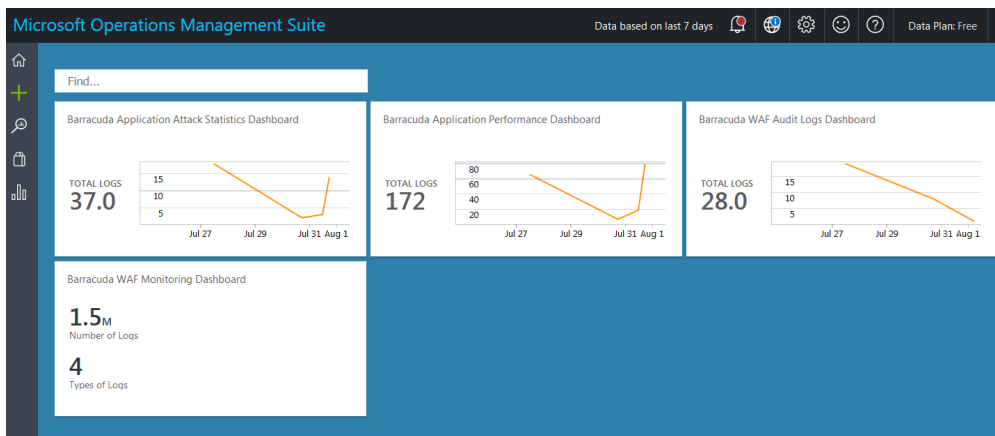 Microsoft Operations Management Suite
Data based on last 7 days
Data Plan: Free
Find...
Barracuda Application Attack Statistics Dashboard
TOTAL LOGS
37.0
15
10
5
Jul 27 Jul 29 Jul 31 Aug 1
Barracuda Application Performance Dashboard
TOTAL LOGS
172
80
60
40
20
Jul 27 Jul 29 Jul 31 Aug 1
Barracuda WAF Audit Logs Dashboard
TOTAL LOGS
28.0
15
10
5
Jul 27 Jul 29 Jul 31 Aug 1
Barracuda WAF Monitoring Dashboard
1.5M
Number of Logs
4
Types of Logs